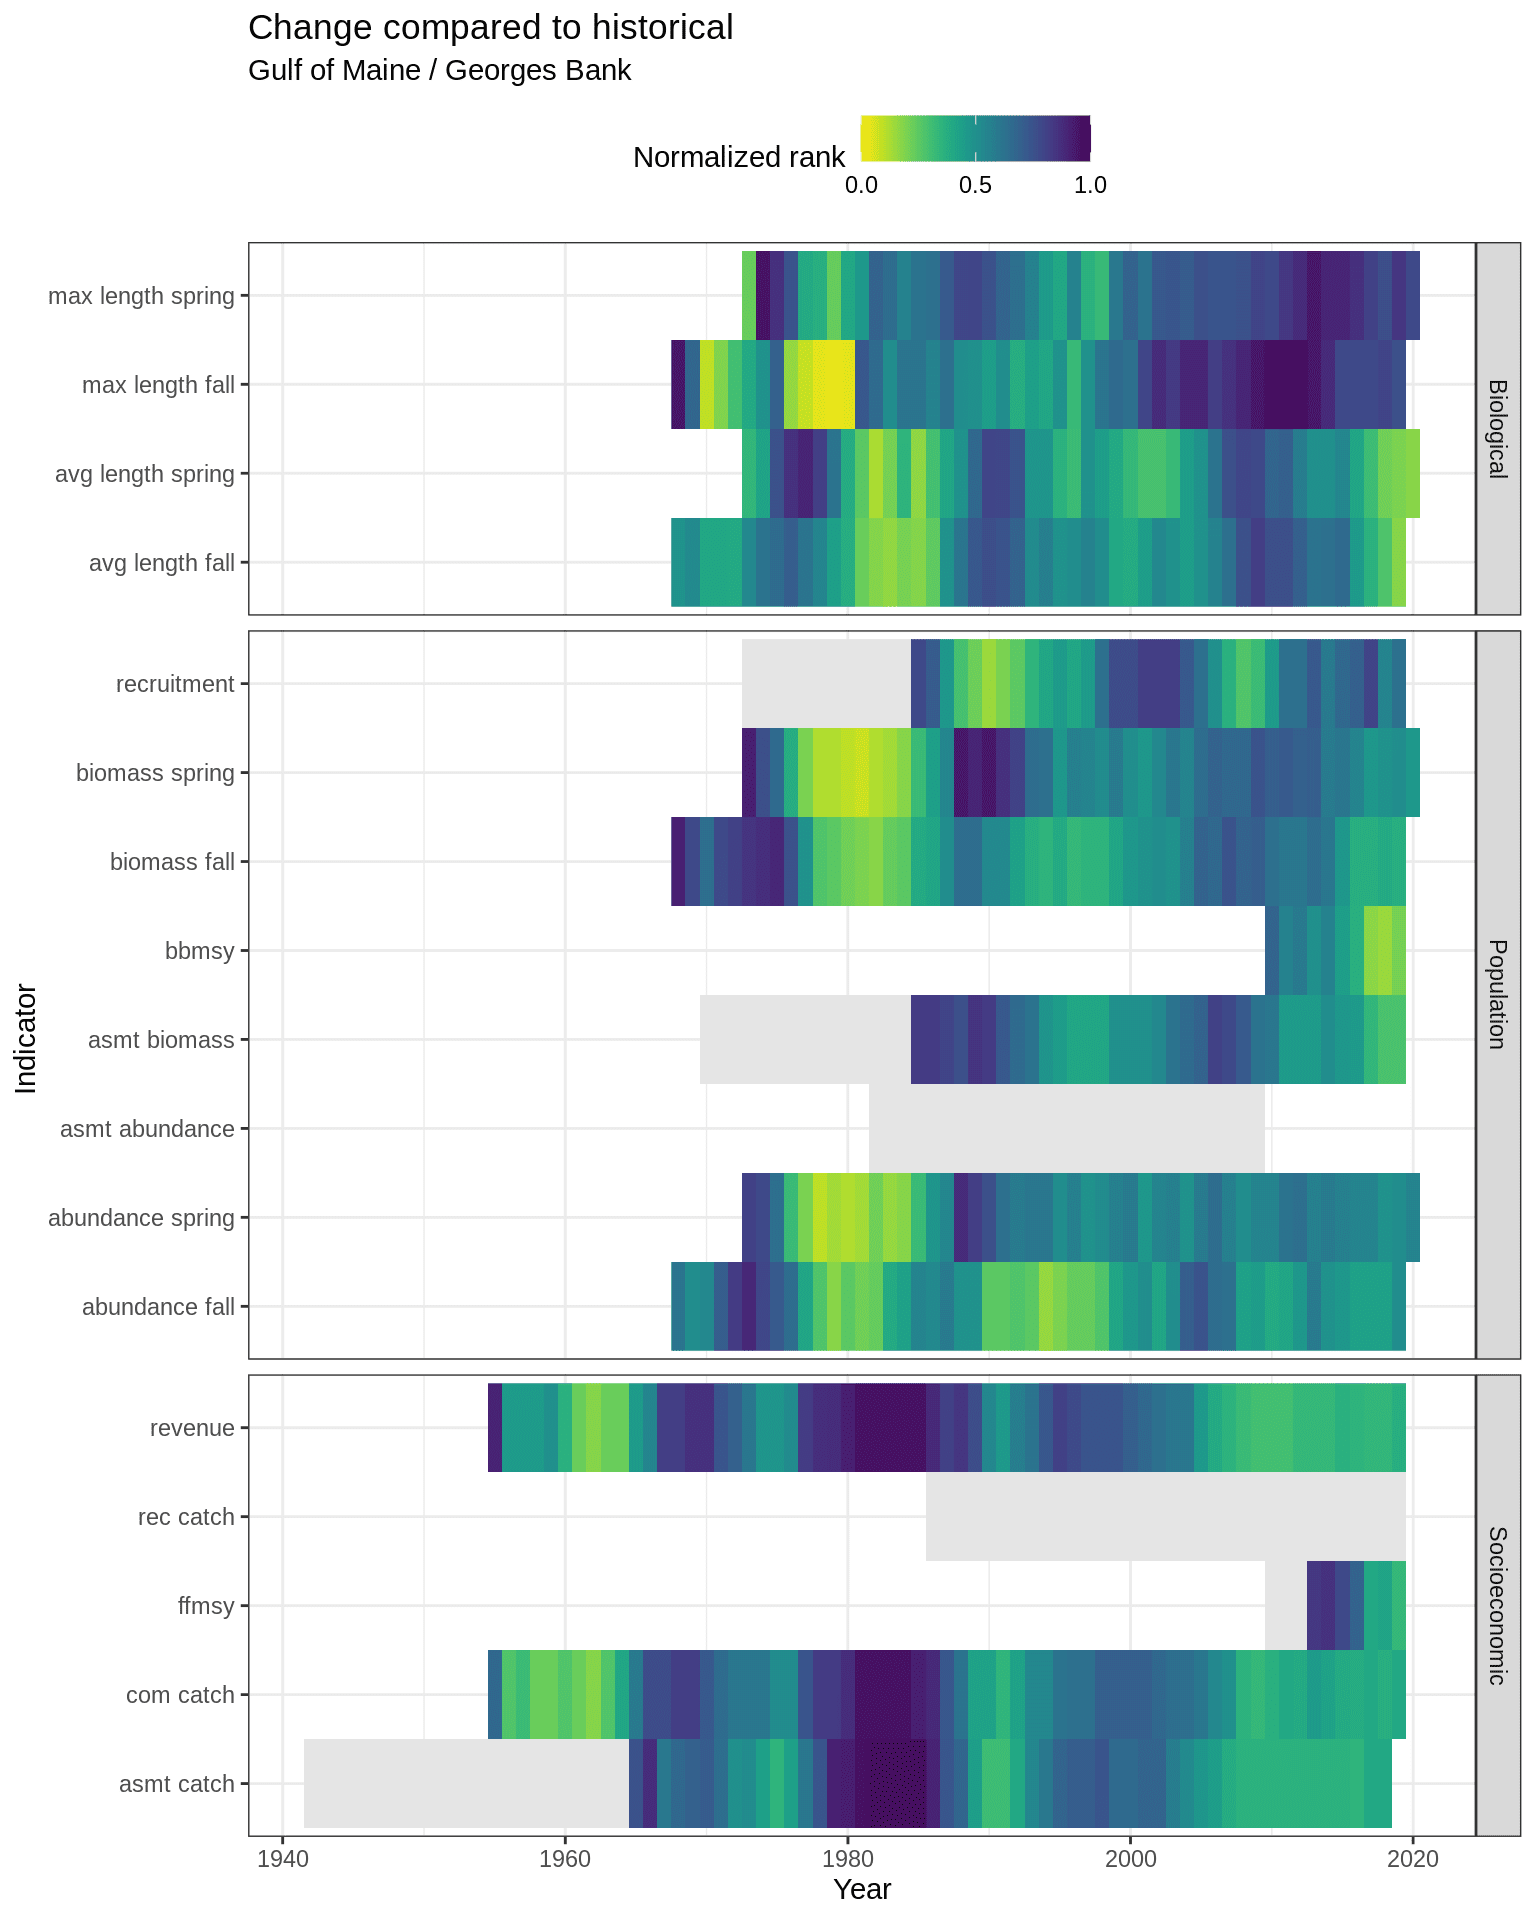 Change compared to historical
Gulf of Maine / Georges Bank
Normalized rank
0.0 0.5 1.0
max length spring
max length fall
avg length spring
avg length fall
Biological
recruitment
biomass spring
biomass fall
bbmsy
asmt biomass
asmt abundance
abundance spring
abundance fall
Population
revenue
rec catch
ffmsy
com catch
asmt catch
Socioeconomic
Indicator
1940 1960 1980 2000 2020
Year